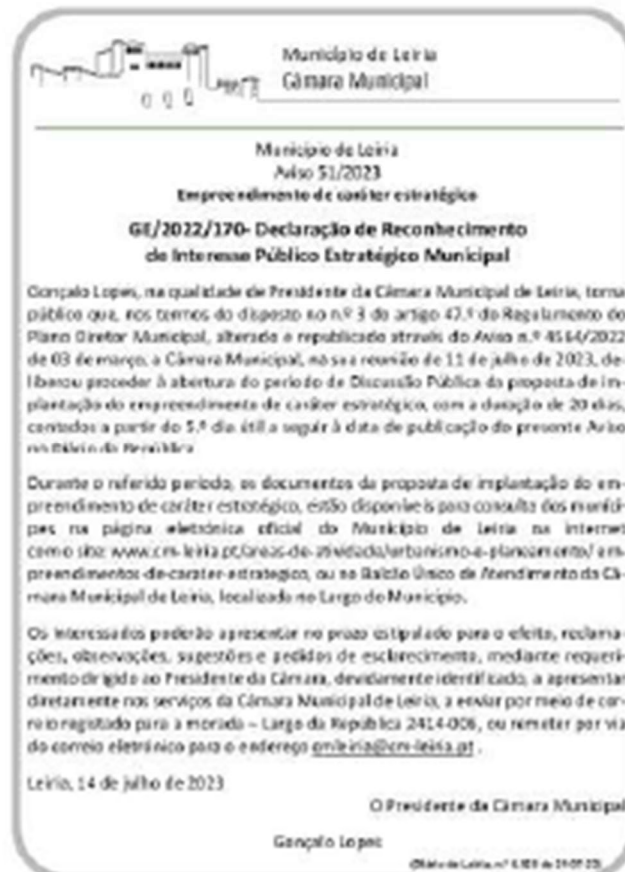 Município de Leiria
Câmara Municipal
Município de Leiria
Aviso 51/2023
Empreendimento de caráter estratégico
GE/2022/170- Declaração de Reconhecimento
de Interesse Público Estratégico Municipal
Gonçalo Lopes, na qualidade de Presidente da Câmara Municipal de Leiria, torna
público que, nos termos do disposto no n.º 3 do artigo 47.º do Regulamento do
Plano Diretor Municipal, alterado e republicado através do Aviso n.º 4564/2022
de 03 de março, a Câmara Municipal, na sua reunião de 11 de julho de 2023, de-
liberou proceder à abertura do período de Discussão Pública da proposta de im-
plantação do empreendimento de caráter estratégico, com a duração de 20 dias,
contados a partir do 5.º dia útil a seguir à data de publicação do presente Aviso
no Diário da República
Durante o referido período, os documentos da proposta de implantação do em-
preendimento de caráter estratégico, estão disponíveis para consulta dos muníci-
pes, na página eletrónica oficial do Município de Leiria na internet
com o sítio www.cm-leiria.pt/areas-de-atividade/urbanismo-e-planeamento/ em-
preendimentos-de-carater-estrategico, ou no Balcão Único de Atendimento da Câ-
mara Municipal de Leiria, localizada no Largo do Município.
Os interessados poderão apresentar no prazo estipulado para o efeito, reclama-
ções, observações, sugestões e pedidos de esclarecimento, mediante requeri-
mento dirigido ao Presidente da Câmara, devidamente identificado, a apresentar
diretamente nos serviços da Câmara Municipal de Leiria, a enviar por meio de cor-
reio registado para a morada – Largo da República 2414-006, ou remeter por via
do correio eletrónico para o endereço cmleiria@cm-leiria.pt .
Leiria, 14 de julho de 2023
O Presidente da Câmara Municipal
Gonçalo Lopes
(Diário de Leiria, n.º